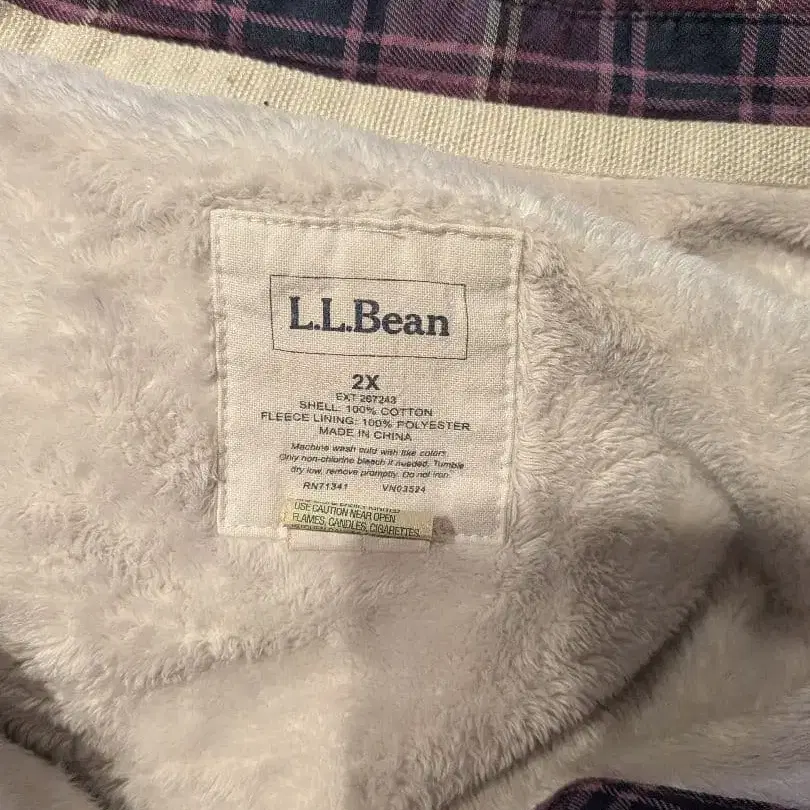 L.L.Bean
2X
EXT 267243
SHELL: 100% COTTON
FLEECE LINING: 100% POLYESTER
MADE IN CHINA
Machine wash cold with like colors.
Only non-chlorine bleach if needed. Tumble
dry low, remove promptly. Do not iron.
RN71341 VN03524
USE CAUTION NEAR OPEN
FLAMES, CANDLES, CIGARETTES